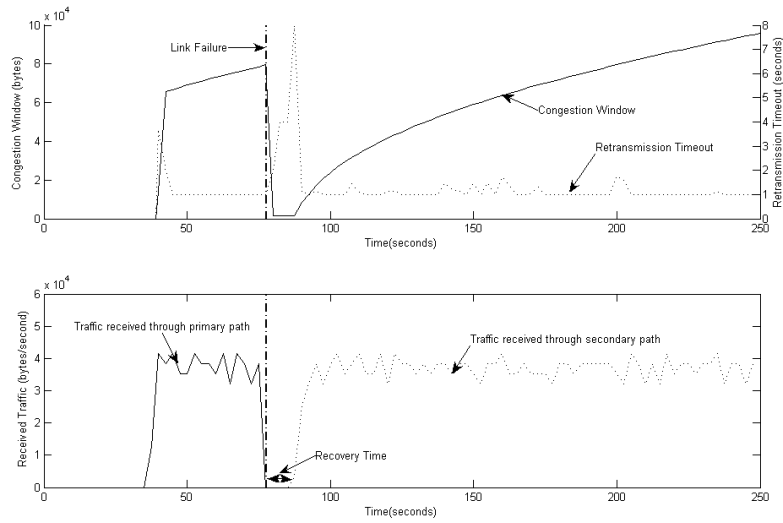 x 10^4
10
8
6
4
2
0
Congestion Window (bytes)
Link Failure
Congestion Window
Retransmission Timeout
8
7
6
5
4
3
2
1
0
Retransmission Timeout (seconds)
0 50 100 150 200 250
Time(seconds)
x 10^4
6
5
4
3
2
1
0
Received Traffic (bytes/second)
Traffic received through primary path
Traffic received through secondary path
Recovery Time
0 50 100 150 200 250
Time(seconds)